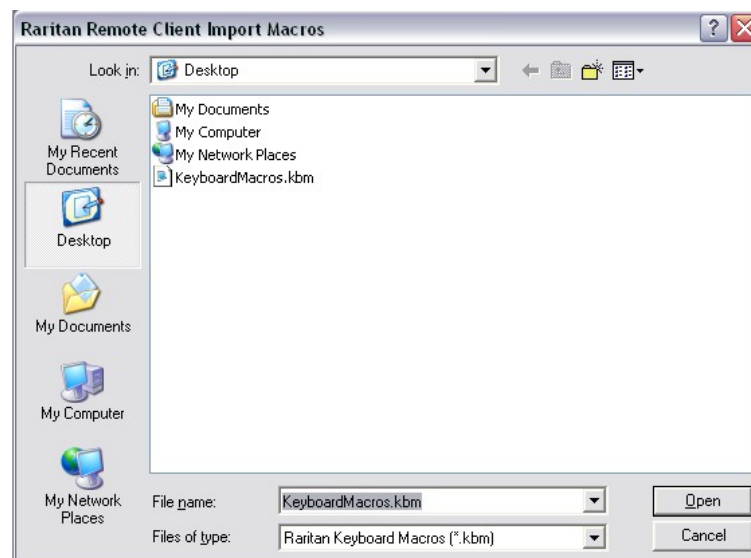 Raritan Remote Client Import Macros
Look in:
Desktop
My Recent
Documents
Desktop
My Documents
My Computer
My Network
Places
My Documents
My Computer
My Network Places
KeyboardMacros.kbm
File name:
KeyboardMacros.kbm
Open
Files of type:
Raritan Keyboard Macros (*.kbm)
Cancel